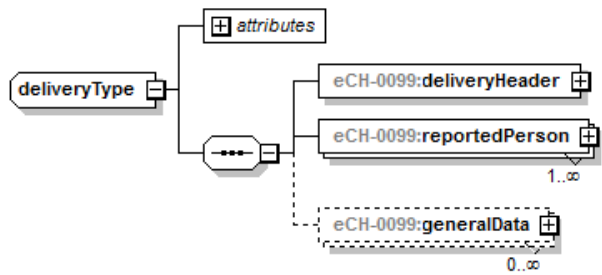 attributes
deliveryType
eCH-0099:deliveryHeader
eCH-0099:reportedPerson
1..∞
eCH-0099:generalData
0..∞